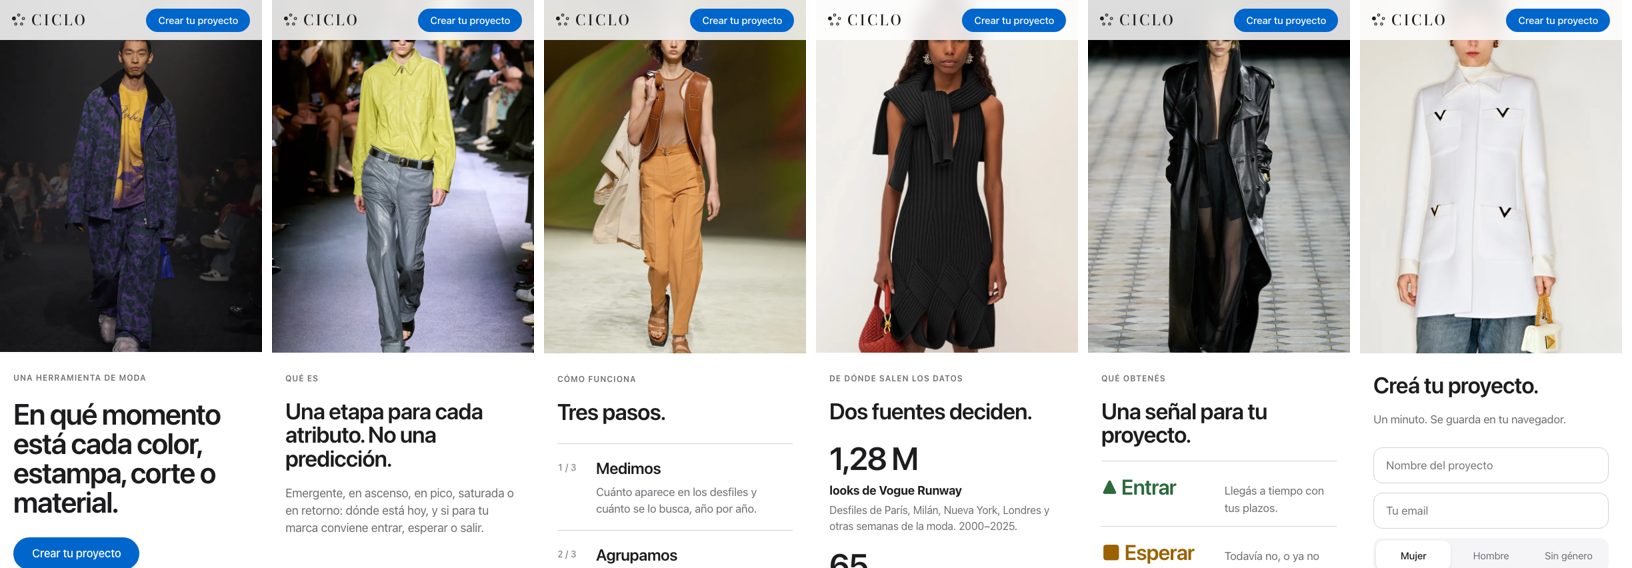 CICLO
Crear tu proyecto
UNA HERRAMIENTA DE MODA
En qué momento
está cada color,
estampa, corte o
material.
Crear tu proyecto
CICLO
Crear tu proyecto
QUÉ ES
Una etapa para cada
atributo. No una
predicción.
Emergente, en ascenso, en pico, saturada o
en retorno: dónde está hoy, y si para tu
marca conviene entrar, esperar o salir.
CICLO
Crear tu proyecto
CÓMO FUNCIONA
Tres pasos.
1 / 3 Medimos
Cuánto aparece en los desfiles y
cuánto se lo busca, año por año.
2 / 3 Agrupamos
CICLO
Crear tu proyecto
DE DÓNDE SALEN LOS DATOS
Dos fuentes deciden.
1,28 M
looks de Vogue Runway
Desfiles de París, Milán, Nueva York, Londres y
otras semanas de la moda. 2000–2025.
65
CICLO
Crear tu proyecto
QUÉ OBTENÉS
Una señal para tu
proyecto.
Entrar
Llegás a tiempo con
tus plazos.
Esperar
Todavía no, o ya no
CICLO
Crear tu proyecto
Creá tu proyecto.
Un minuto. Se guarda en tu navegador.
Nombre del proyecto
Tu email
Mujer Hombre Sin género